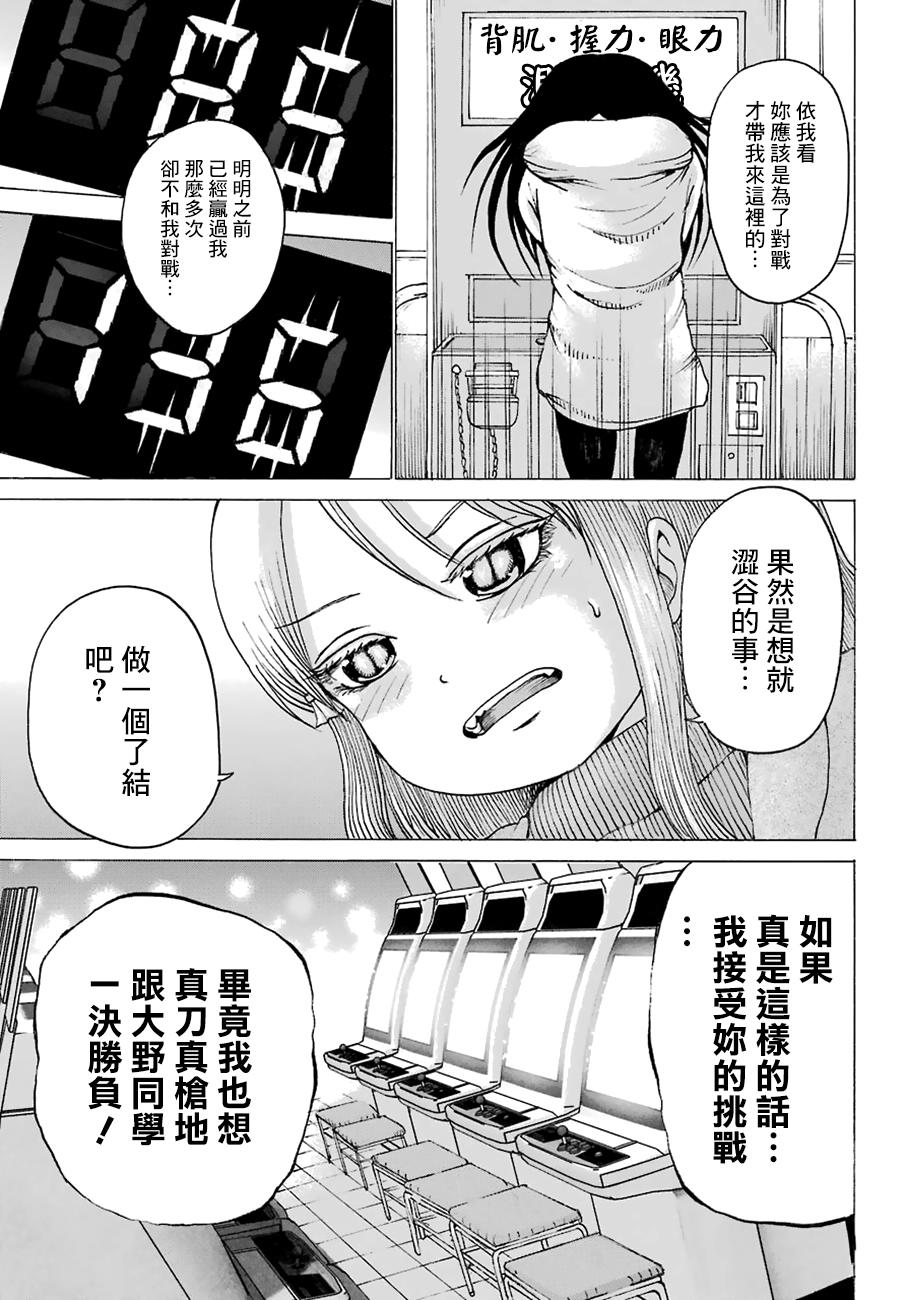 背肌・握力・眼力
依我看
妳應該是為了對戰
才帶我來這裡的…
明明之前
已經贏過我
那麼多次
卻不和我對戰…
果然是想就
澀谷的事…
做一個了結
吧？
如果
真是這樣的話…
我接受妳的挑戰
…
畢竟我也想
真刀真槍地
跟大野同學
一決勝負！